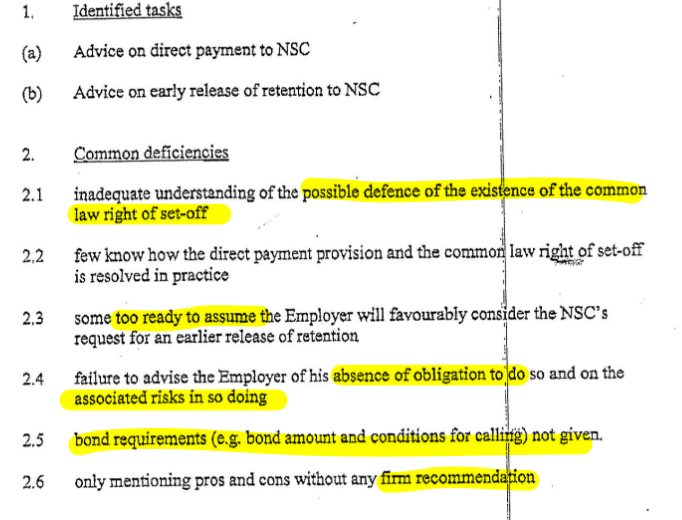 1. Identified tasks
(a) Advice on direct payment to NSC
(b) Advice on early release of retention to NSC
2. Common deficiencies
2.1 inadequate understanding of the possible defence of the existence of the common
law right of set-off
2.2 few know how the direct payment provision and the common law right of set-off
is resolved in practice
2.3 some too ready to assume the Employer will favourably consider the NSC's
request for an earlier release of retention
2.4 failure to advise the Employer of his absence of obligation to do so and on the
associated risks in so doing
2.5 bond requirements (e.g. bond amount and conditions for calling) not given.
2.6 only mentioning pros and cons without any firm recommendation